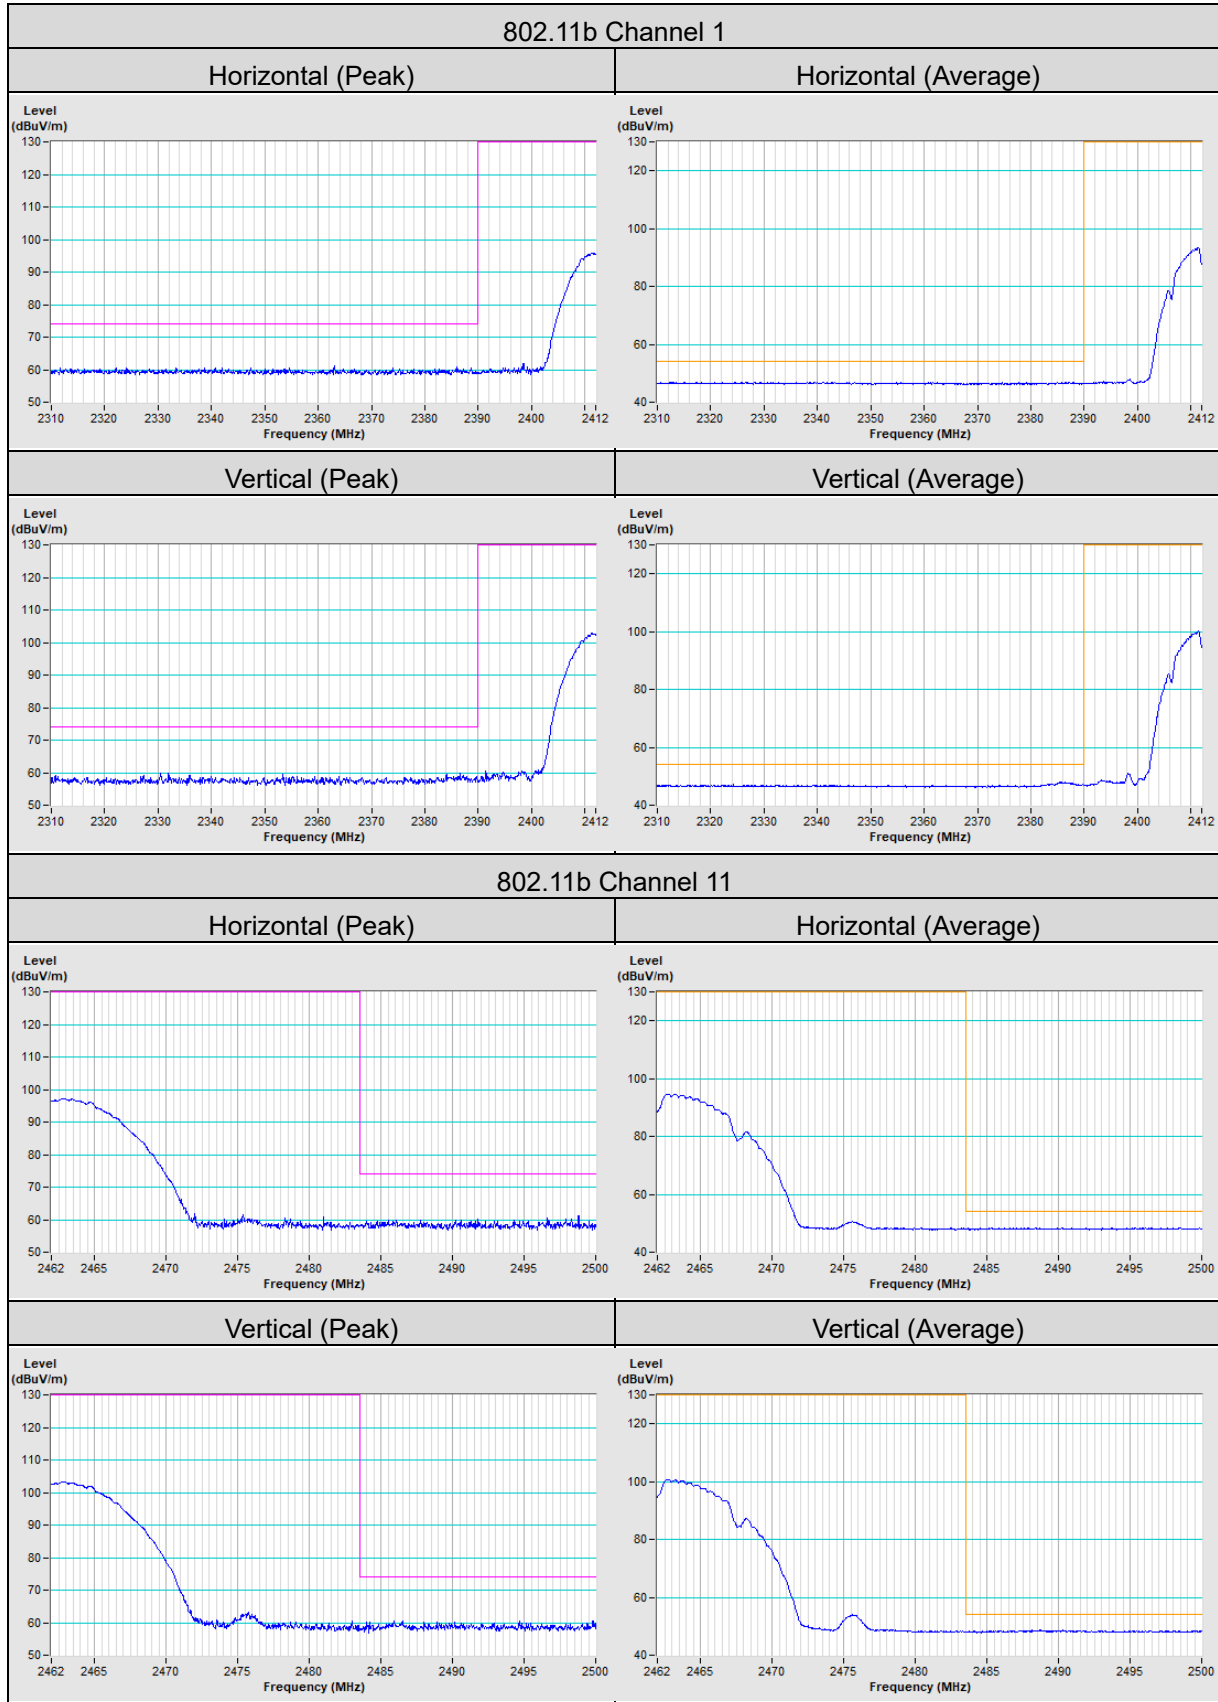 802.11b Channel 1
Horizontal (Peak)
Horizontal (Average)
Level
(dBuV/m)
130
120
110
100
90
80
70
60
50
2310 2320 2330 2340 2350 2360 2370 2380 2390 2400 2412
Frequency (MHz)
Level
(dBuV/m)
130
120
100
80
60
40
2310 2320 2330 2340 2350 2360 2370 2380 2390 2400 2412
Frequency (MHz)
Vertical (Peak)
Vertical (Average)
Level
(dBuV/m)
130
120
110
100
90
80
70
60
50
2310 2320 2330 2340 2350 2360 2370 2380 2390 2400 2412
Frequency (MHz)
Level
(dBuV/m)
130
120
100
80
60
40
2310 2320 2330 2340 2350 2360 2370 2380 2390 2400 2412
Frequency (MHz)
802.11b Channel 11
Horizontal (Peak)
Horizontal (Average)
Level
(dBuV/m)
130
120
110
100
90
80
70
60
50
2462 2465 2470 2475 2480 2485 2490 2495 2500
Frequency (MHz)
Level
(dBuV/m)
130
120
100
80
60
40
2462 2465 2470 2475 2480 2485 2490 2495 2500
Frequency (MHz)
Vertical (Peak)
Vertical (Average)
Level
(dBuV/m)
130
120
110
100
90
80
70
60
50
2462 2465 2470 2475 2480 2485 2490 2495 2500
Frequency (MHz)
Level
(dBuV/m)
130
120
100
80
60
40
2462 2465 2470 2475 2480 2485 2490 2495 2500
Frequency (MHz)